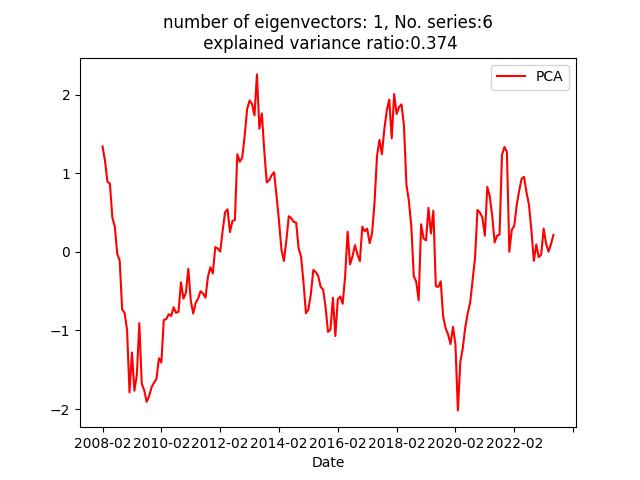 number of eigenvectors: 1, No. series:6
explained variance ratio:0.374
PCA
2
1
0
−1
−2
2008-02 2010-02 2012-02 2014-02 2016-02 2018-02 2020-02 2022-02
Date